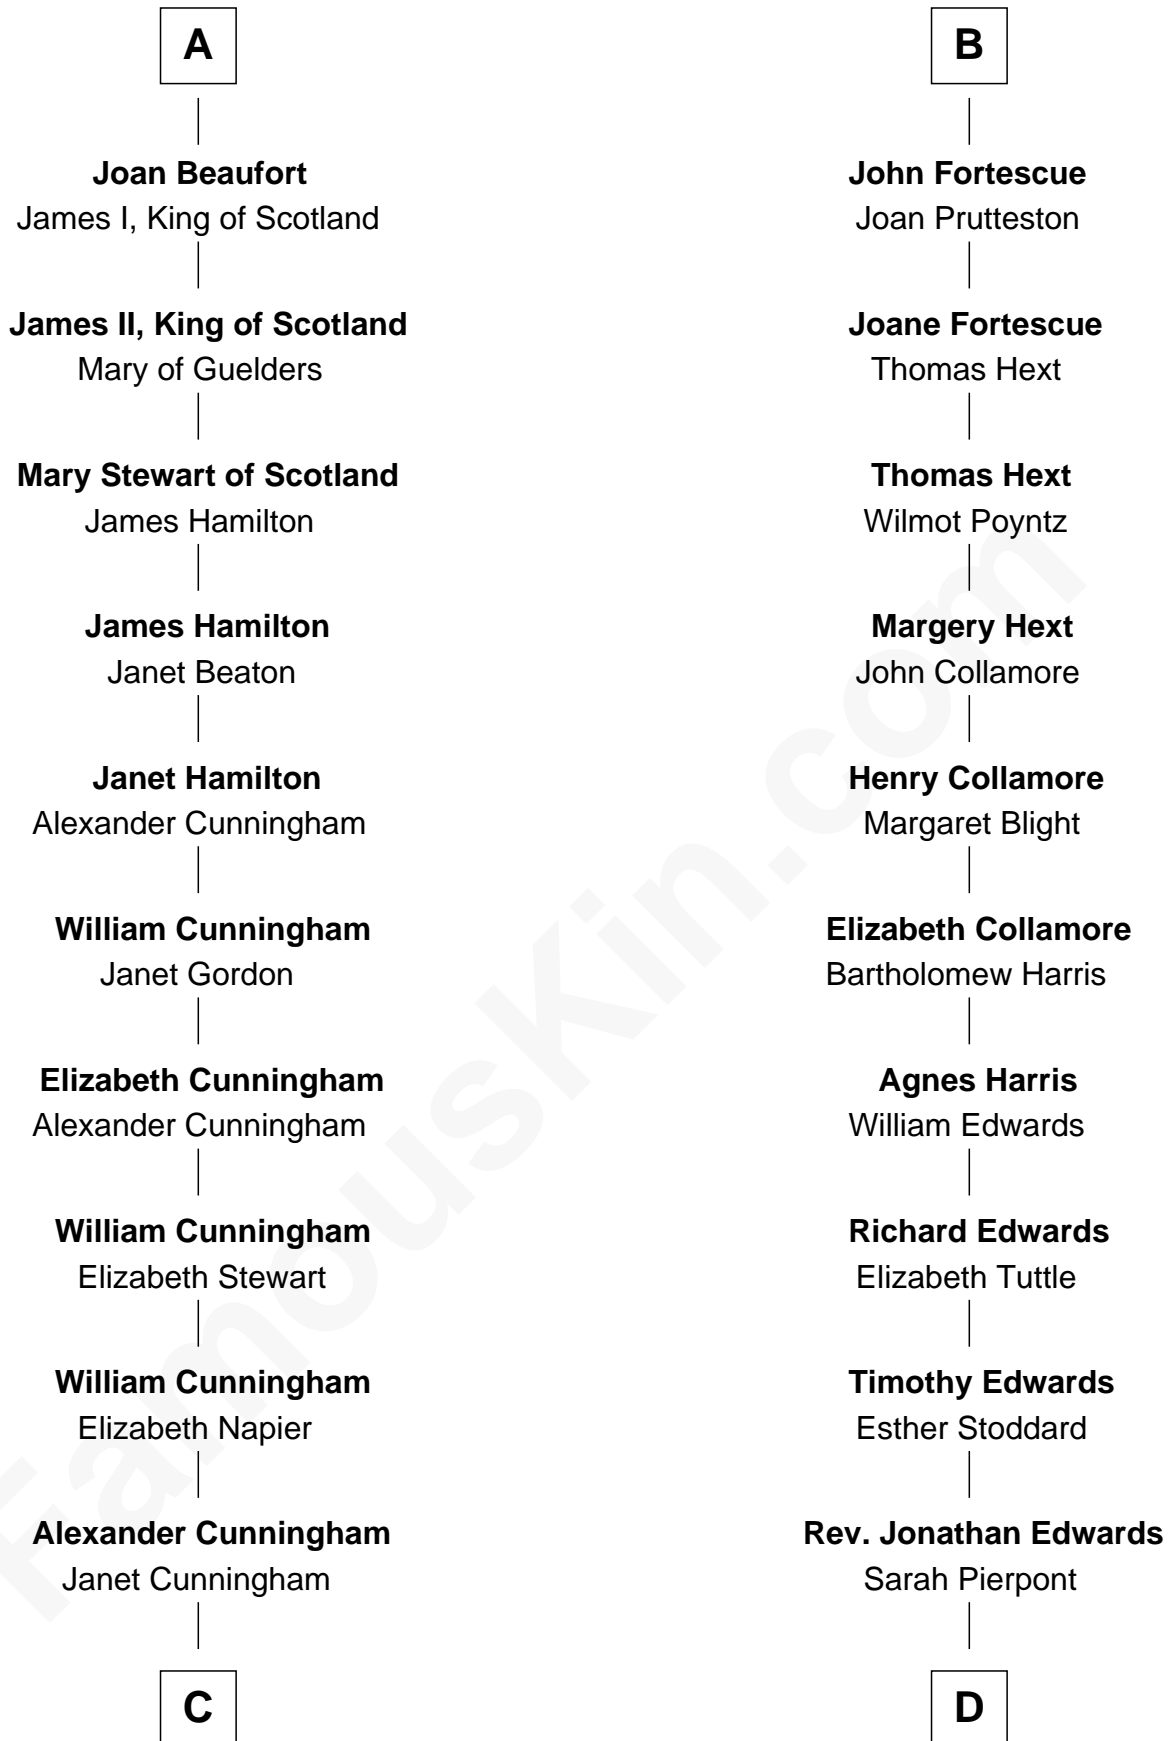 A
Joan Beaufort
James I, King of Scotland
James II, King of Scotland
Mary of Guelders
Mary Stewart of Scotland
James Hamilton
James Hamilton
Janet Beaton
Janet Hamilton
Alexander Cunningham
William Cunningham
Janet Gordon
Elizabeth Cunningham
Alexander Cunningham
William Cunningham
Elizabeth Stewart
William Cunningham
Elizabeth Napier
Alexander Cunningham
Janet Cunningham
C
B
John Fortescue
Joan Prutteston
Joane Fortescue
Thomas Hext
Thomas Hext
Wilmot Poyntz
Margery Hext
John Collamore
Henry Collamore
Margaret Blight
Elizabeth Collamore
Bartholomew Harris
Agnes Harris
William Edwards
Richard Edwards
Elizabeth Tuttle
Timothy Edwards
Esther Stoddard
Rev. Jonathan Edwards
Sarah Pierpont
D
FamousKin.com